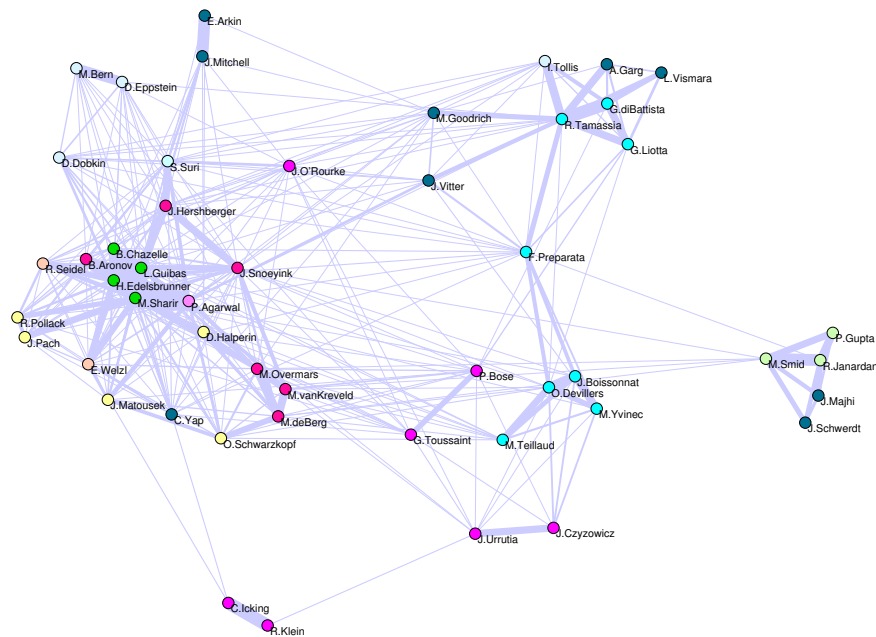 E.Arkin
J.Mitchell
I.Tollis
A.Garg
M.Bern
L.Vismara
D.Eppstein
G.diBattista
M.Goodrich
R.Tamassia
G.Liotta
D.Dobkin
S.Suri
J.O'Rourke
J.Vitter
J.Hershberger
B.Chazelle
F.Preparata
B.Aronov
R.Seidel
L.Guibas
J.Snoeyink
H.Edelsbrunner
M.Sharir
P.Agarwal
R.Pollack
J.Pach
D.Halperin
P.Gupta
E.Welzl
M.Smid
R.Janardan
M.Overmars
P.Bose
J.Boissonnat
O.Devillers
M.vanKreveld
J.Majhi
J.Matousek
M.Yvinec
C.Yap
M.deBerg
J.Schwerdt
G.Toussaint
O.Schwarzkopf
M.Teillaud
J.Urrutia
J.Czyzowicz
C.Icking
R.Klein